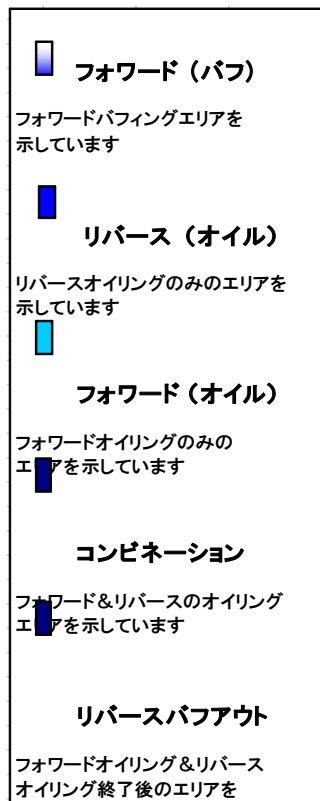 フォワード（バフ）
フォワードバフィングエリアを
示しています
リバース（オイル）
リバースオイリングのみのエリアを
示しています
フォワード（オイル）
フォワードオイリングのみの
エリアを示しています
コンビネーション
フォワード＆リバースのオイリング
エリアを示しています
リバースバフアウト
フォワードオイリング＆リバース
オイリング終了後のエリアを